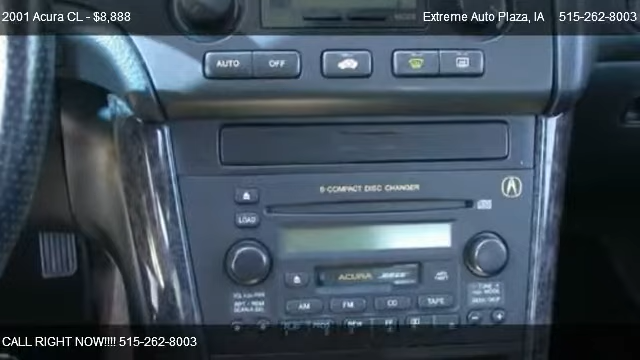 2001 Acura CL - $8,888
Extreme Auto Plaza, IA 515-262-8003
AUTO OFF
6-COMPACT DISC CHANGER
LOAD
ACURA BOSE
AM FM CD TAPE
CALL RIGHT NOW!!!! 515-262-8003